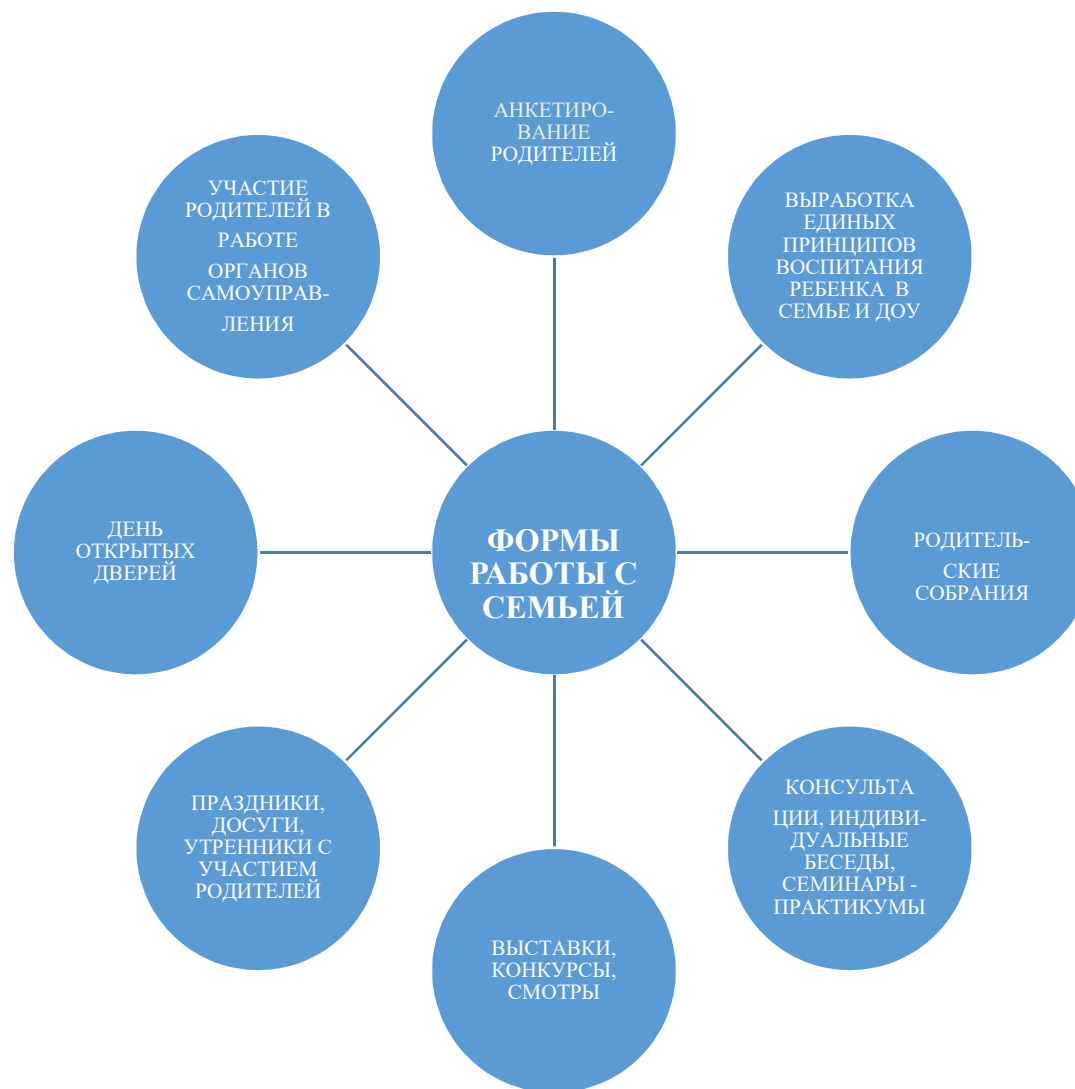 АНКЕТИРО-
ВАНИЕ
РОДИТЕЛЕЙ
ВЫРАБОТКА
ЕДИНЫХ
ПРИНЦИПОВ
ВОСПИТАНИЯ
РЕБЕНКА В
СЕМЬЕ И ДОУ
РОДИТЕЛЬ-
СКИЕ
СОБРАНИЯ
КОНСУЛЬТА
ЦИИ, ИНДИВИ-
ДУАЛЬНЫЕ
БЕСЕДЫ,
СЕМИНАРЫ -
ПРАКТИКУМЫ
ВЫСТАВКИ,
КОНКУРСЫ,
СМОТРЫ
ПРАЗДНИКИ,
ДОСУГИ,
УТРЕННИКИ С
УЧАСТИЕМ
РОДИТЕЛЕЙ
ДЕНЬ
ОТКРЫТЫХ
ДВЕРЕЙ
УЧАСТИЕ
РОДИТЕЛЕЙ В
РАБОТЕ
ОРГАНОВ
САМОУПРАВ-
ЛЕНИЯ
ФОРМЫ
РАБОТЫ С
СЕМЬЕЙ